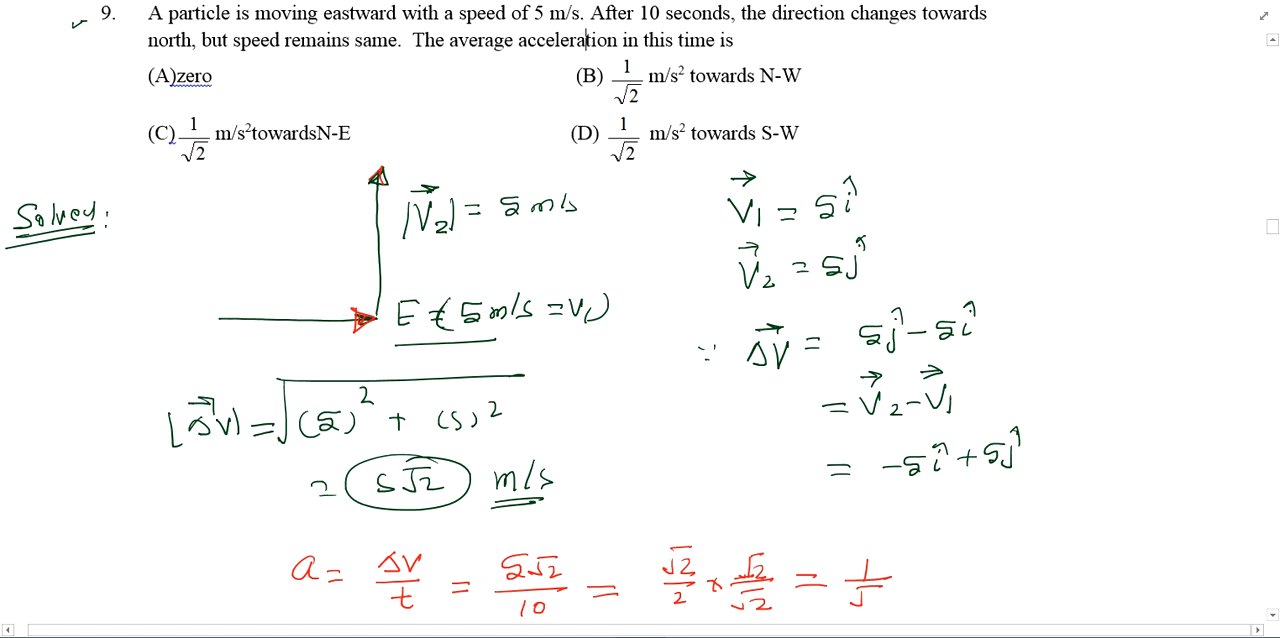 9. A particle is moving eastward with a speed of 5 m/s. After 10 seconds, the direction changes towards
north, but speed remains same. The average acceleration in this time is
(A)zero (B) 1/√2 m/s² towards N-W
(C) 1/√2 m/s²towardsN-E (D) 1/√2 m/s² towards S-W
Solved:
|V⃗₂| = 5 m/s
E (5 m/s = V₁)
|ΔV⃗| = √((5)² + (5)²)
= 5√2 m/s
V⃗₁ = 5î
V⃗₂ = 5ĵ
∵ ΔV⃗ = 5ĵ - 5î
= V⃗₂ - V⃗₁
= -5î + 5ĵ
a = ΔV/t = 5√2/10 = √2/2 × √2/√2 = 1/√